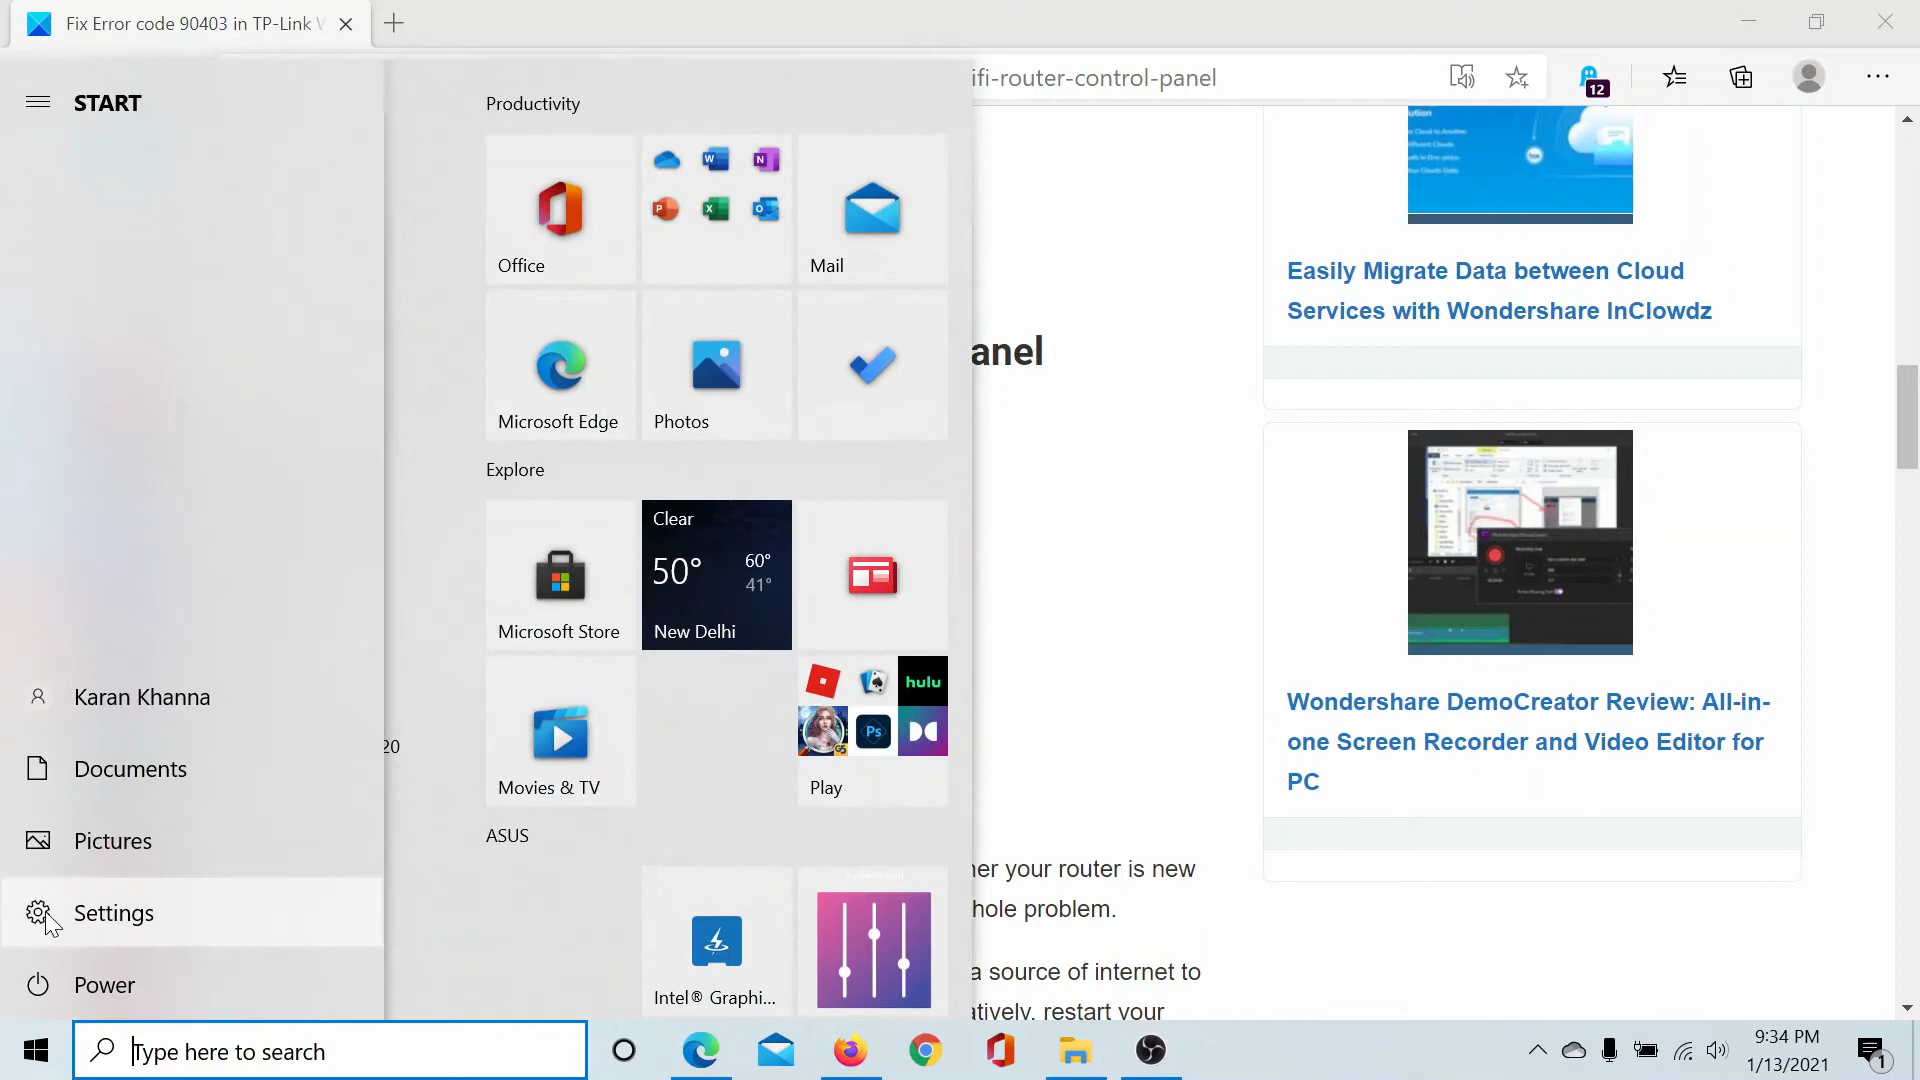 Fix Error code 90403 in TP-Link W
ifi-router-control-panel
12
START
Productivity
Office
Mail
Microsoft Edge
Photos
Explore
Microsoft Store
Clear
50°
60°
41°
New Delhi
Movies & TV
hulu
Ps
Play
ASUS
Intel® Graphi...
Karan Khanna
Documents
Pictures
Settings
Power
20
anel
her your router is new
hole problem.
a source of internet to
atively, restart your
Easily Migrate Data between Cloud
Services with Wondershare InClowdz
Wondershare DemoCreator Review: All-in-
one Screen Recorder and Video Editor for
PC
Type here to search
9:34 PM
1/13/2021
1